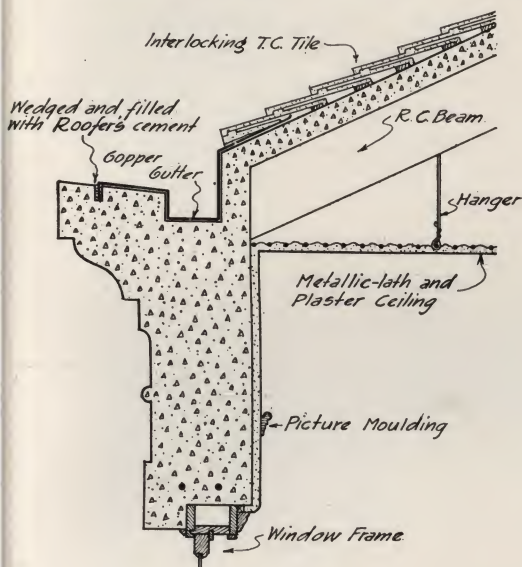 Interlocking T.C. Tile
R.C. Beam
Wedged and filled
with Roofer's cement
Gopper
Gutter
Hanger
Metallic-lath and
Plaster Ceiling
Picture Moulding
Window Frame